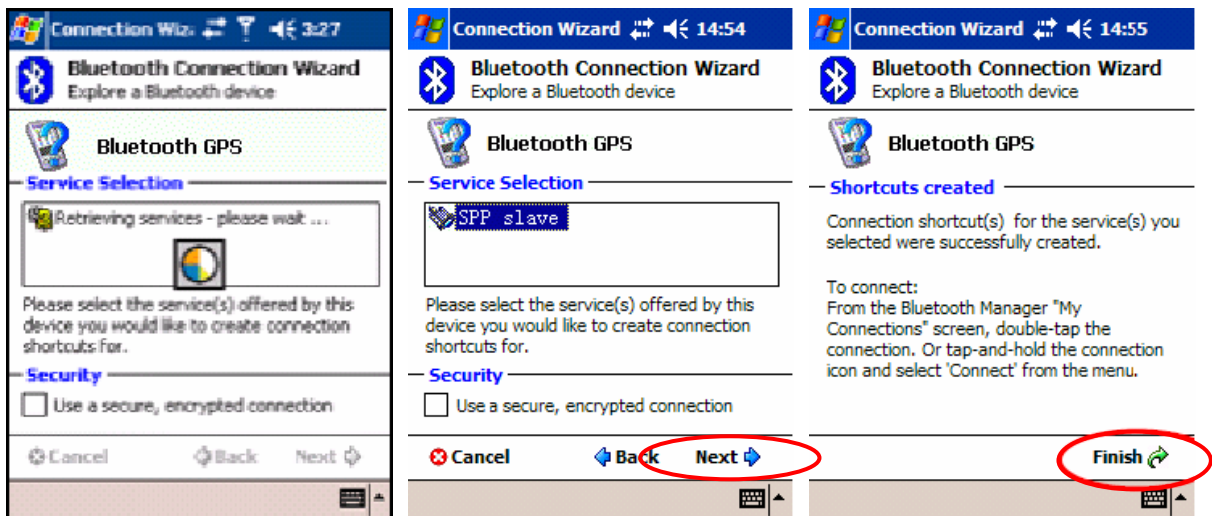 Connection Wiz. 3:27
Bluetooth Connection Wizard
Explore a Bluetooth device
Bluetooth GPS
Service Selection
Retrieving services - please wait ...
Please select the service(s) offered by this
device you would like to create connection
shortcuts for.
Security
Use a secure, encrypted connection
Cancel Back Next
Connection Wizard 14:54
Bluetooth Connection Wizard
Explore a Bluetooth device
Bluetooth GPS
Service Selection
SPP slave
Please select the service(s) offered by this
device you would like to create connection
shortcuts for.
Security
Use a secure, encrypted connection
Cancel Back Next
Connection Wizard 14:55
Bluetooth Connection Wizard
Explore a Bluetooth device
Bluetooth GPS
Shortcuts created
Connection shortcut(s) for the service(s) you
selected were successfully created.
To connect:
From the Bluetooth Manager "My
Connections" screen, double-tap the
connection. Or tap-and-hold the connection
icon and select 'Connect' from the menu.
Finish